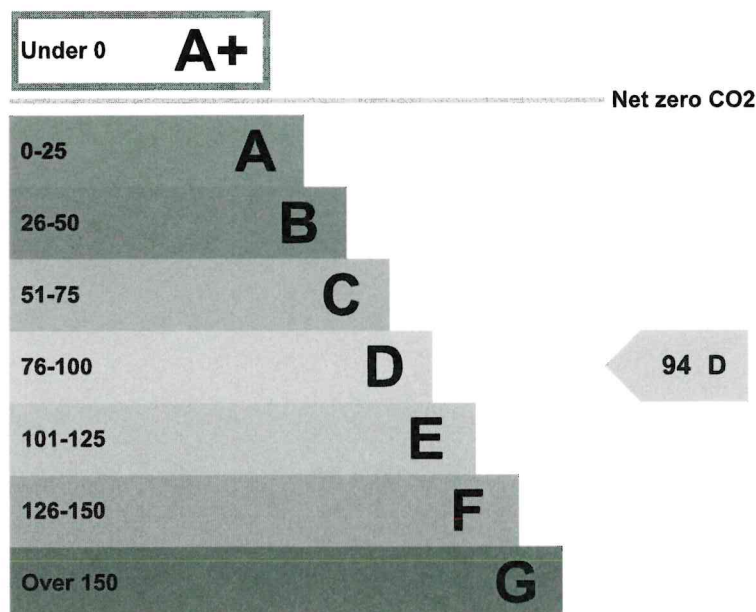 Under 0 A+
Net zero CO2
0-25 A
26-50 B
51-75 C
76-100 D
94 D
101-125 E
126-150 F
Over 150 G